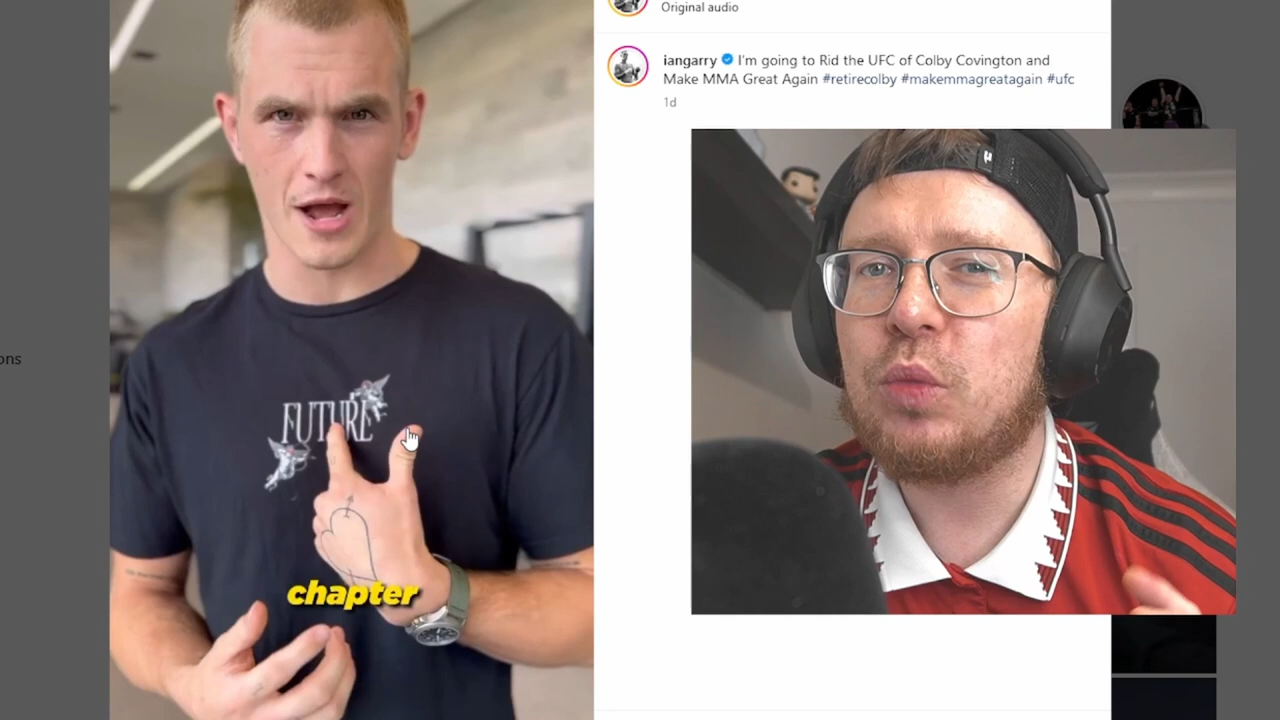 Original audio
iangarry I'm going to Rid the UFC of Colby Covington and
Make MMA Great Again #retirecolby #makemmagreatagain #ufc
1d
ons
FUTURE
chapter